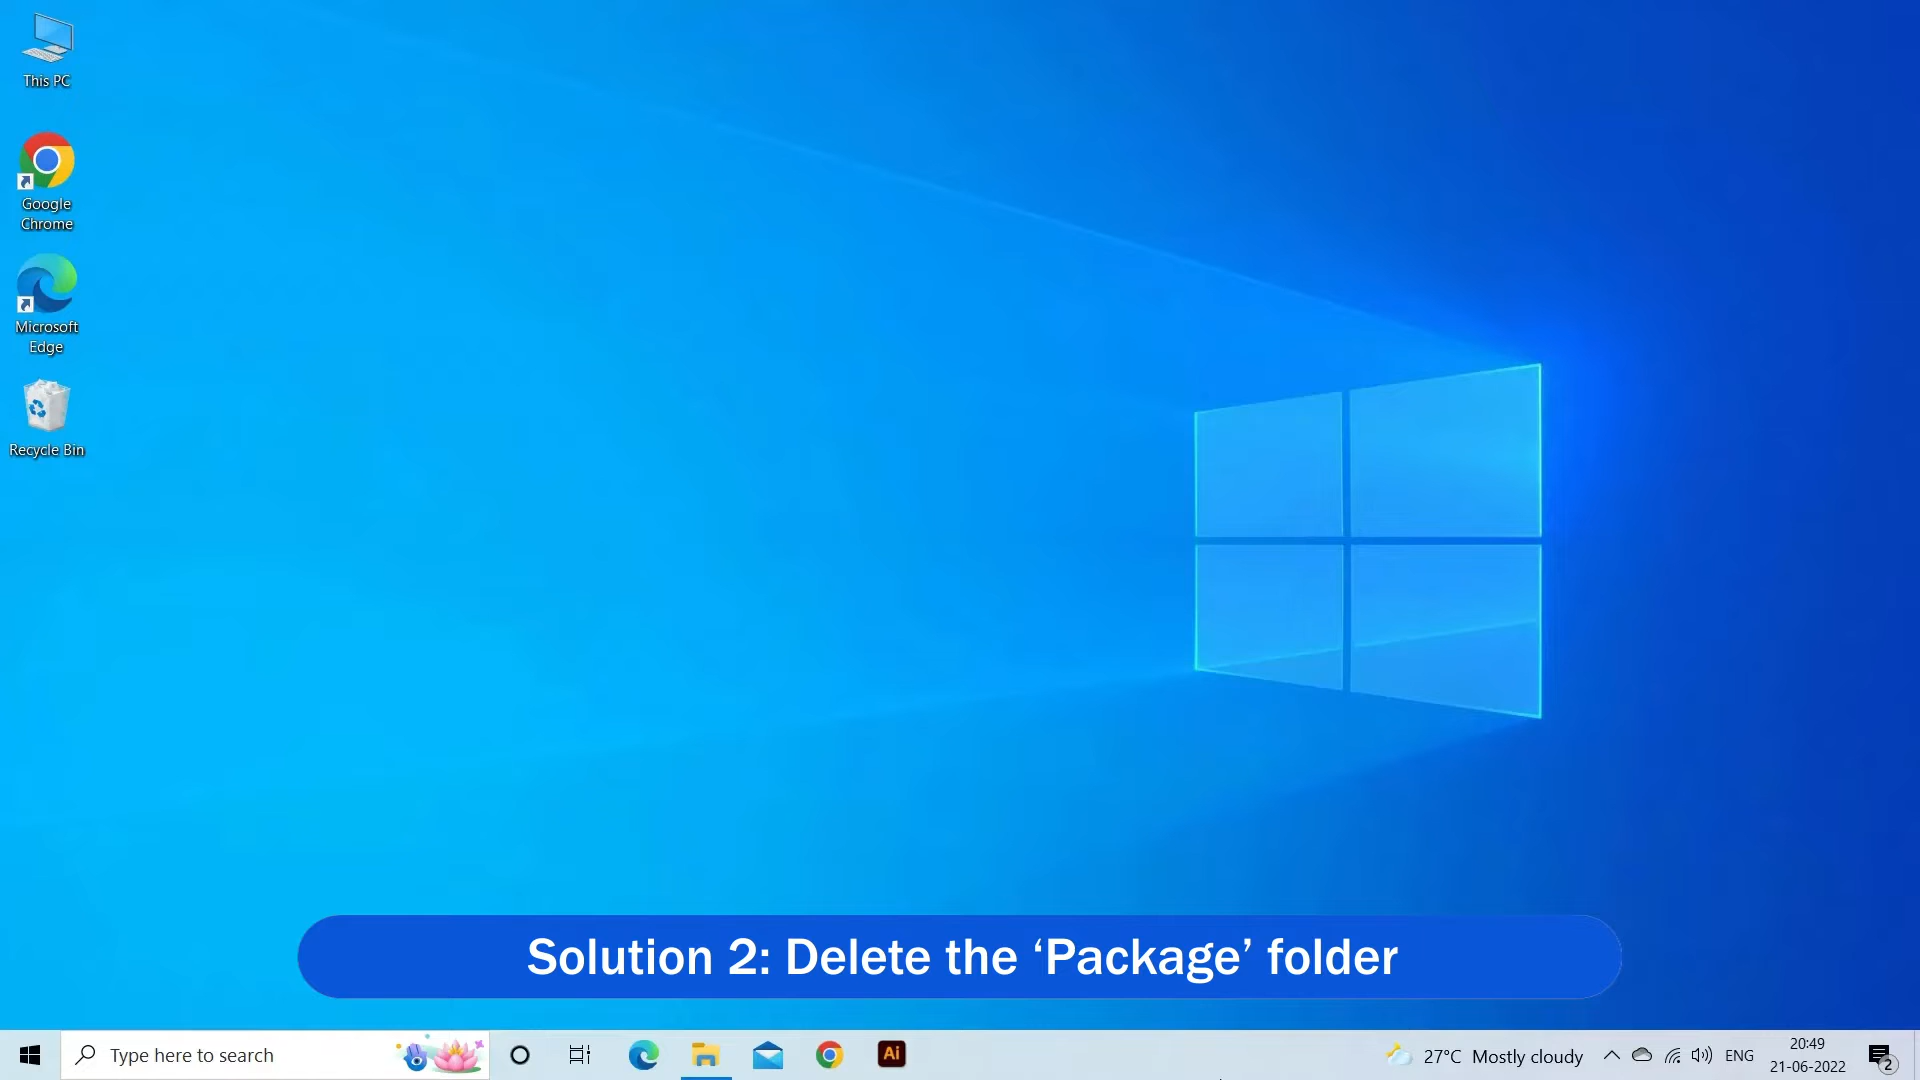 This PC
Google
Chrome
Microsoft
Edge
Recycle Bin
Solution 2: Delete the ‘Package’ folder
Type here to search
Ai
27°C Mostly cloudy
ENG
20:49
21-06-2022
2